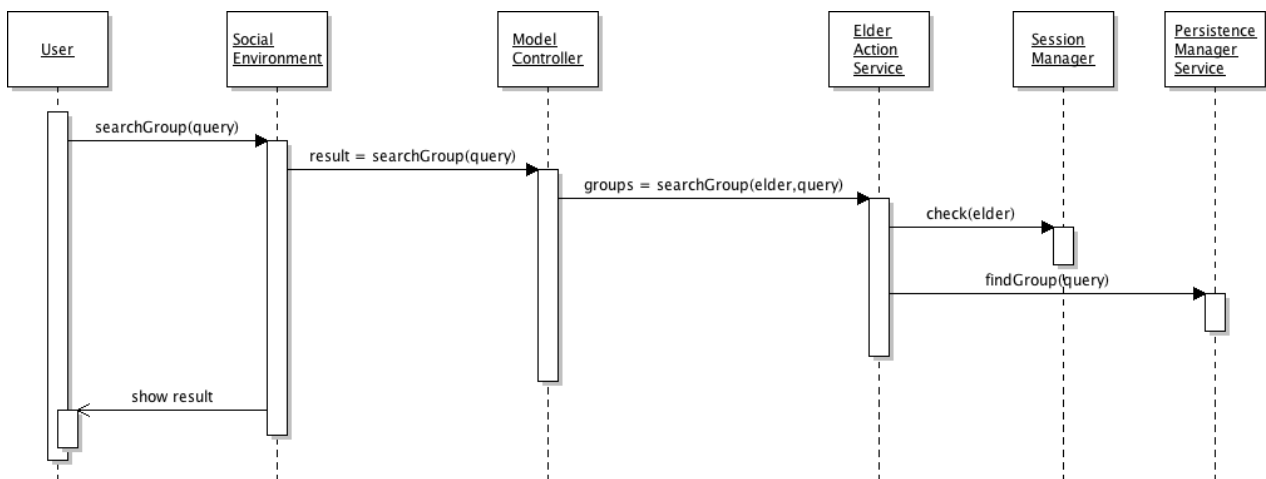 User
Social
Environment
Model
Controller
Elder
Action
Service
Session
Manager
Persistence
Manager
Service
searchGroup(query)
result = searchGroup(query)
groups = searchGroup(elder,query)
check(elder)
findGroup(query)
show result